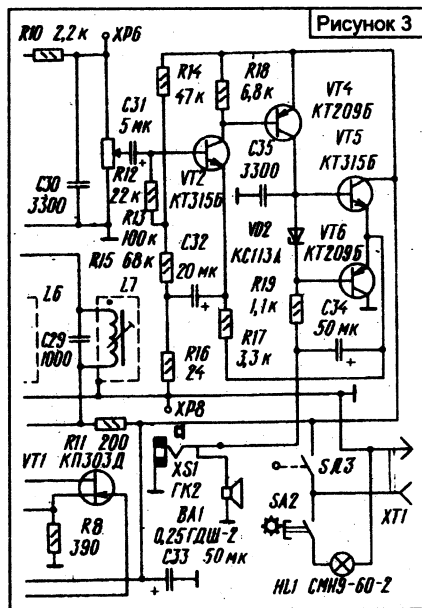 Рисунок 3
R10 2,2 к
XP6
R14
47 к
R18
6,8 к
VT4
КТ209Б
VT5
КТ315Б
C31
5 мк
+
C35
3300
R12
22 к
VT2
КТ315Б
C30
3300
R13
100 к
VD2
КС113А
VT6
КТ209Б
R15 68 к
C32
20 мк
+
R19
1,1 к
C34
50 мк
+
L6
L7
C29
1000
R17
3,3 к
R16
24
XP8
R11 200
VT1
КП303Д
XS1
ГК2
SA3
BA1
0,25ГДШ-2
SA2
XT1
R8
390
C33
50 мк
+
HL1 СМН9-60-2